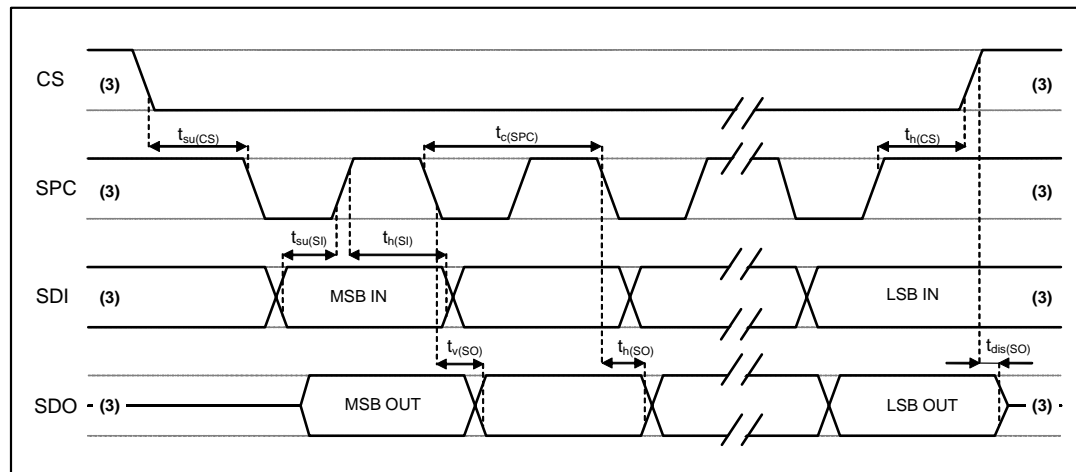 CS (3) (3)
t_su(CS) t_c(SPC) t_h(CS)
SPC (3) (3)
t_su(SI) t_h(SI)
SDI (3) MSB IN LSB IN (3)
t_v(SO) t_h(SO) t_dis(SO)
SDO (3) MSB OUT LSB OUT (3)